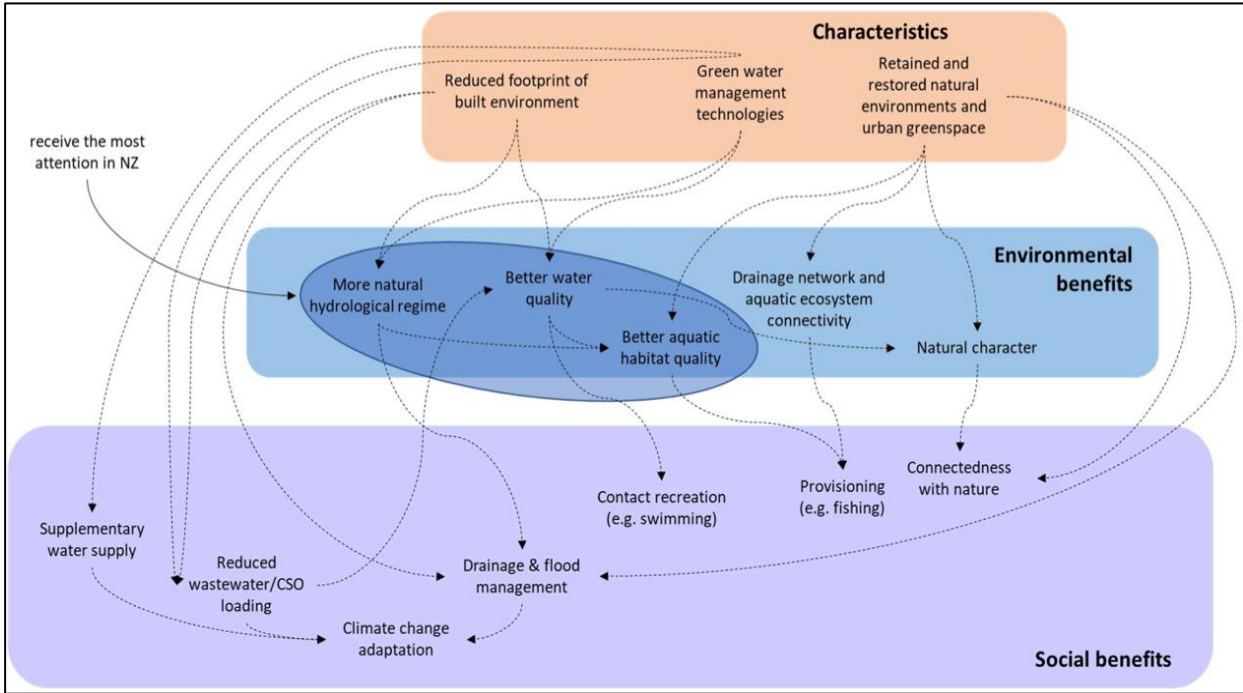 Characteristics
Reduced footprint of
built environment
Green water
management
technologies
Retained and
restored natural
environments and
urban greenspace
receive the most
attention in NZ
Environmental
benefits
More natural
hydrological regime
Better water
quality
Better aquatic
habitat quality
Drainage network and
aquatic ecosystem
connectivity
Natural character
Supplementary
water supply
Reduced
wastewater/CSO
loading
Climate change
adaptation
Drainage & flood
management
Contact recreation
(e.g. swimming)
Provisioning
(e.g. fishing)
Connectedness
with nature
Social benefits